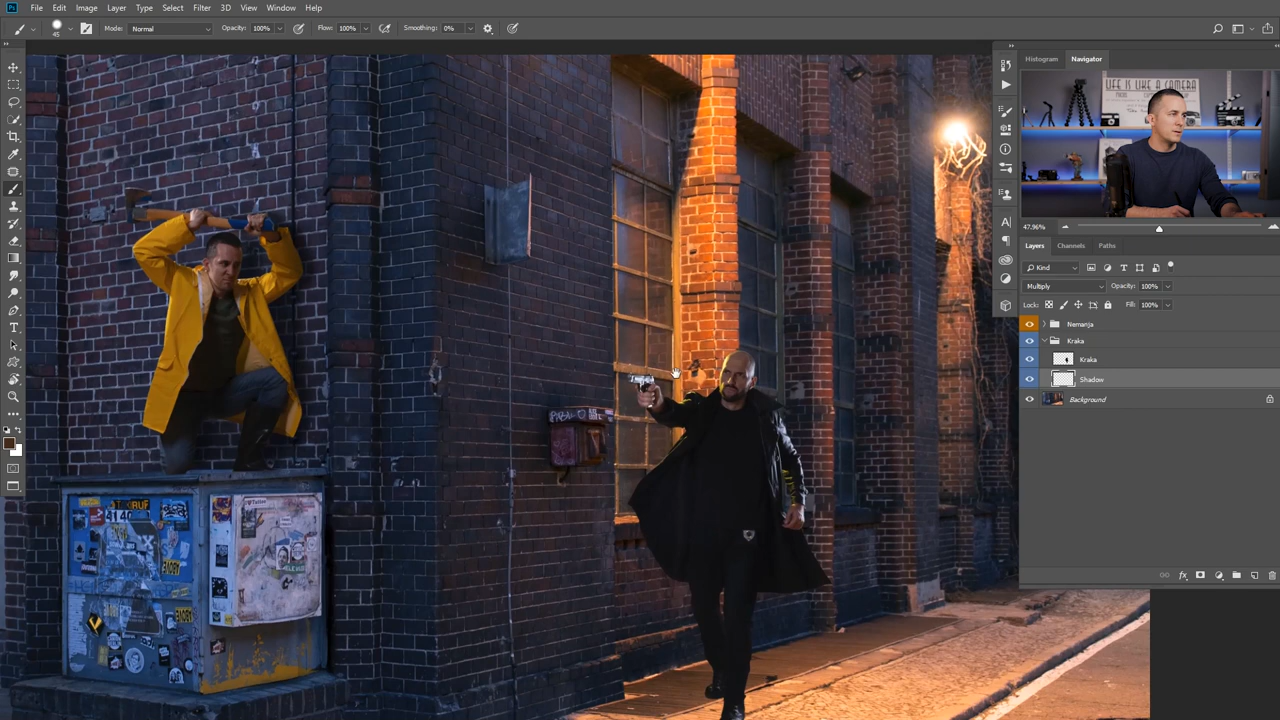 Ps File Edit Image Layer Type Select Filter 3D View Window Help
45 Mode: Normal Opacity: 100% Flow: 100% Smoothing: 0%
Histogram Navigator
LIFE IS LIKE A CAMERA
47.96%
Layers Channels Paths
Kind
Multiply Opacity: 100%
Lock: Fill: 100%
Nemanja
Kraka
Kraka
Shadow
Background